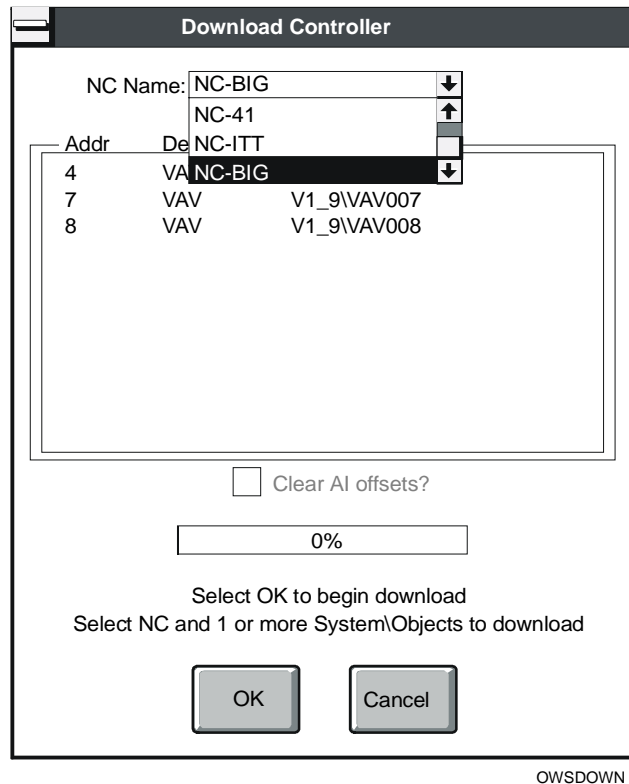 Download Controller
NC Name: NC-BIG
NC-41
Addr De NC-ITT
4 VA NC-BIG
7 VAV V1_9\VAV007
8 VAV V1_9\VAV008
Clear AI offsets?
0%
Select OK to begin download
Select NC and 1 or more System\Objects to download
OK Cancel
OWSDOWN